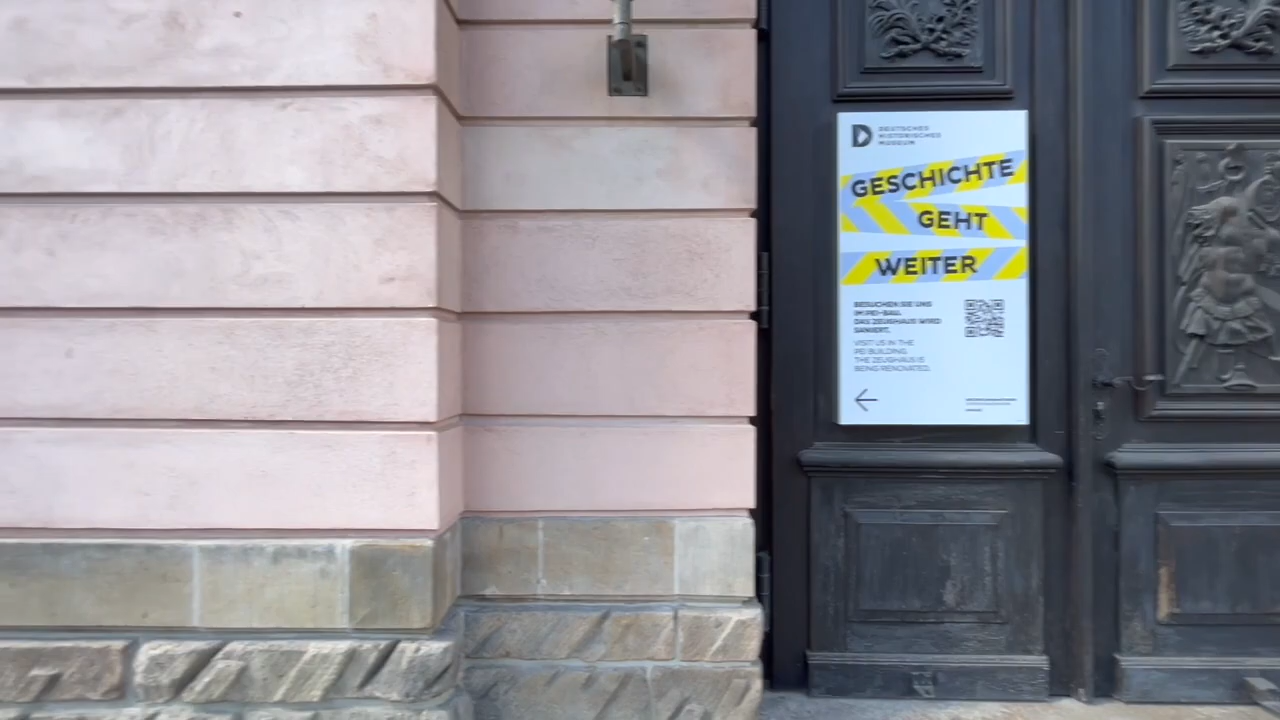 DEUTSCHES
HISTORISCHES
MUSEUM
GESCHICHTE
GEHT
WEITER
BESUCHEN SIE UNS
IM PEI-BAU.
DAS ZEUGHAUS WIRD
SANIERT.
VISIT US IN THE
PEI BUILDING.
THE ZEUGHAUS IS
BEING RENOVATED.